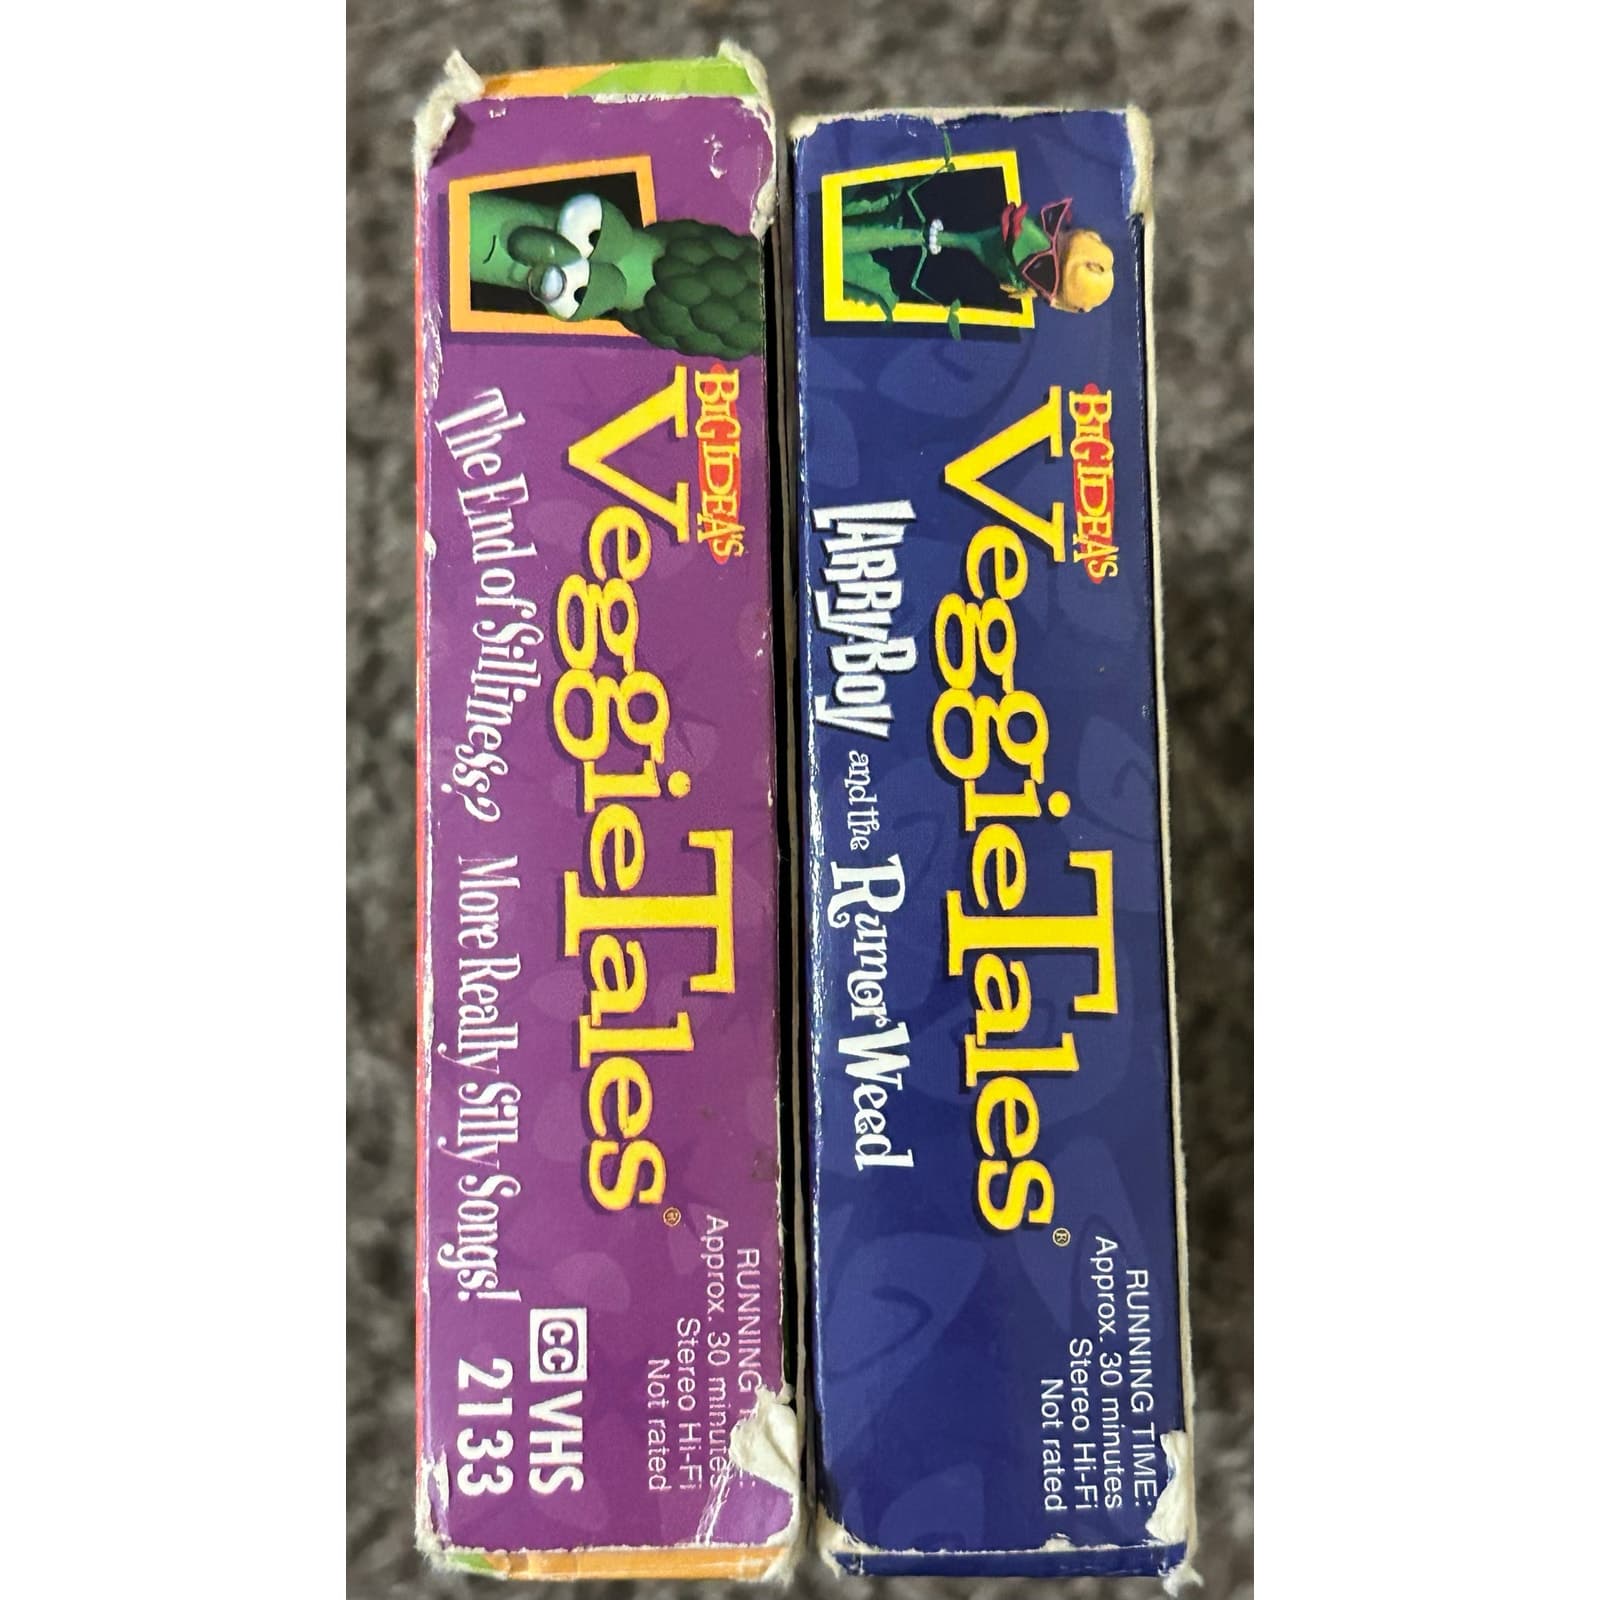 BIG IDEA'S
VeggieTales®
The End of Silliness? More Really Silly Songs!
RUNNING
Approx. 30 minutes
Stereo Hi-Fi
Not rated
CC VHS
2133
BIG IDEA'S
VeggieTales®
LARRY-BOY and the RUMOR WEED
RUNNING TIME:
Approx. 30 minutes
Stereo Hi-Fi
Not rated